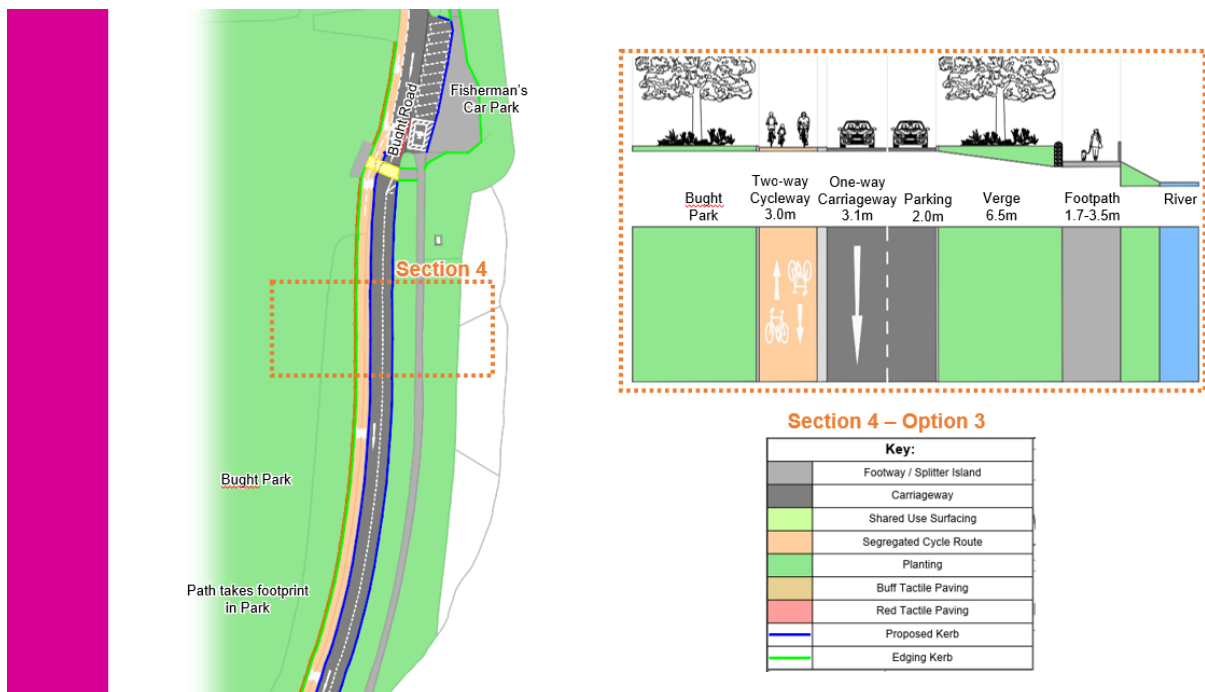 Fisherman's
Car Park
Bught Road
Section 4
Bught Park
Path takes footprint
in Park
Bught
Park
Two-way
Cycleway
3.0m
One-way
Carriageway
3.1m
Parking
2.0m
Verge
6.5m
Footpath
1.7-3.5m
River
Section 4 – Option 3
Key:
Footway / Splitter Island
Carriageway
Shared Use Surfacing
Segregated Cycle Route
Planting
Buff Tactile Paving
Red Tactile Paving
Proposed Kerb
Edging Kerb